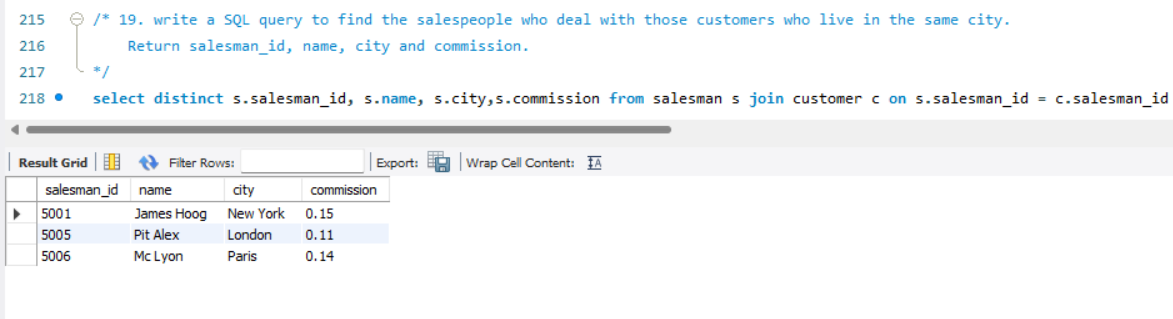 215 /* 19. write a SQL query to find the salespeople who deal with those customers who live in the same city.
216 Return salesman_id, name, city and commission.
217 */
218 select distinct s.salesman_id, s.name, s.city,s.commission from salesman s join customer c on s.salesman_id = c.salesman_id
Result Grid Filter Rows: Export: Wrap Cell Content:
salesman_id name city commission
5001 James Hoog New York 0.15
5005 Pit Alex London 0.11
5006 Mc Lyon Paris 0.14